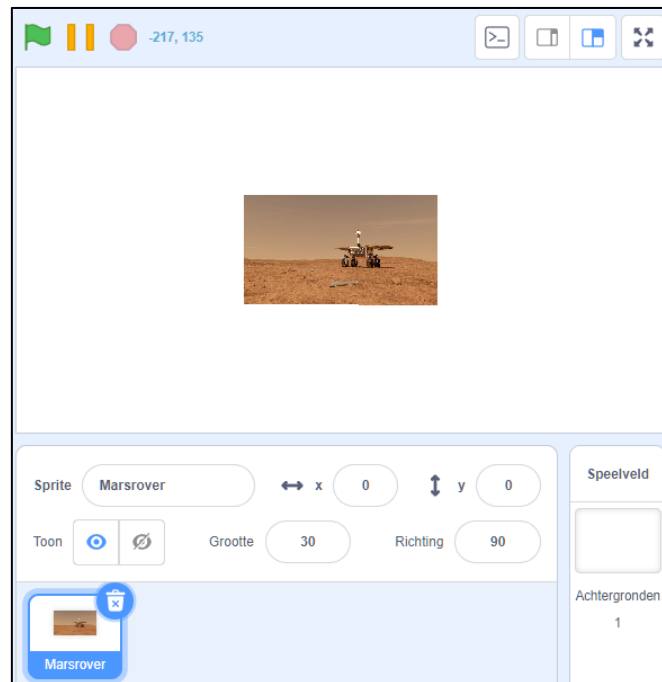 -217, 135
Sprite Marsrover x 0 y 0
Toon Grootte 30 Richting 90
Marsrover
Speelveld
Achtergronden
1